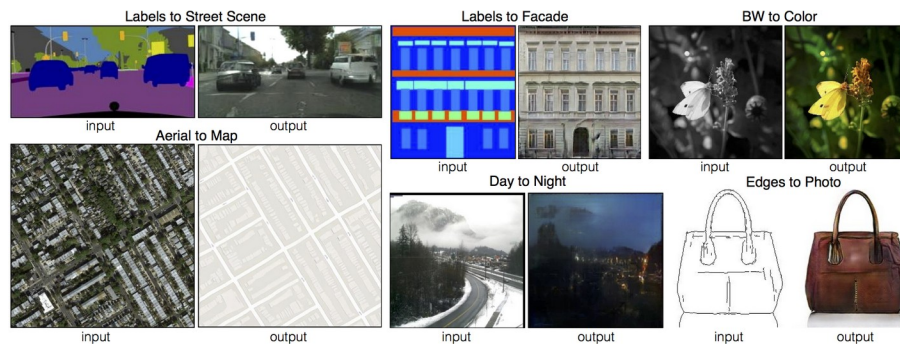 Labels to Street Scene
input
output
Aerial to Map
input
output
Labels to Facade
input
output
BW to Color
input
output
Day to Night
input
output
Edges to Photo
input
output